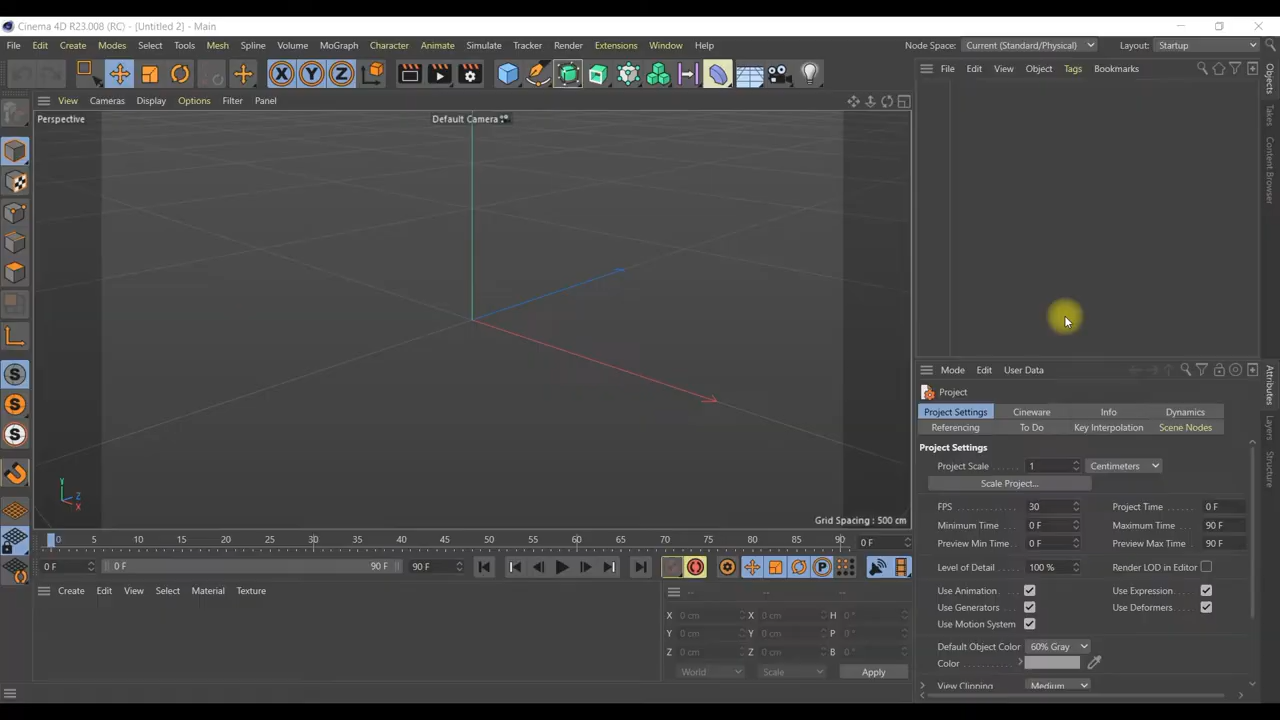 Cinema 4D R23.008 (RC) - [Untitled 2] - Main
File Edit Create Modes Select Tools Mesh Spline Volume MoGraph Character Animate Simulate Tracker Render Extensions Window Help Node Space: Current (Standard/Physical) Layout: Startup
X Y Z
File Edit View Object Tags Bookmarks
View Cameras Display Options Filter Panel
Perspective Default Camera
Objects
Takes
Content Browser
Y
Z
X
Grid Spacing : 500 cm
S
S
S
0 5 10 15 20 25 30 35 40 45 50 55 60 65 70 75 80 85 90 0 F
0 F 0 F 90 F 90 F P
Create Edit View Select Material Texture
-- -- --
X 0 cm X 0 cm H 0 °
Y 0 cm Y 0 cm P 0 °
Z 0 cm Z 0 cm B 0 °
World Scale Apply
Mode Edit User Data
Project
Project Settings Cineware Info Dynamics
Referencing To Do Key Interpolation Scene Nodes
Project Settings
Project Scale 1 Centimeters
Scale Project...
FPS 30 Project Time 0 F
Minimum Time 0 F Maximum Time 90 F
Preview Min Time 0 F Preview Max Time 90 F
Level of Detail 100 % Render LOD in Editor
Use Animation Use Expression
Use Generators Use Deformers
Use Motion System
Default Object Color 60% Gray
Color
View Clipping Medium
Attributes
Layers
Structure